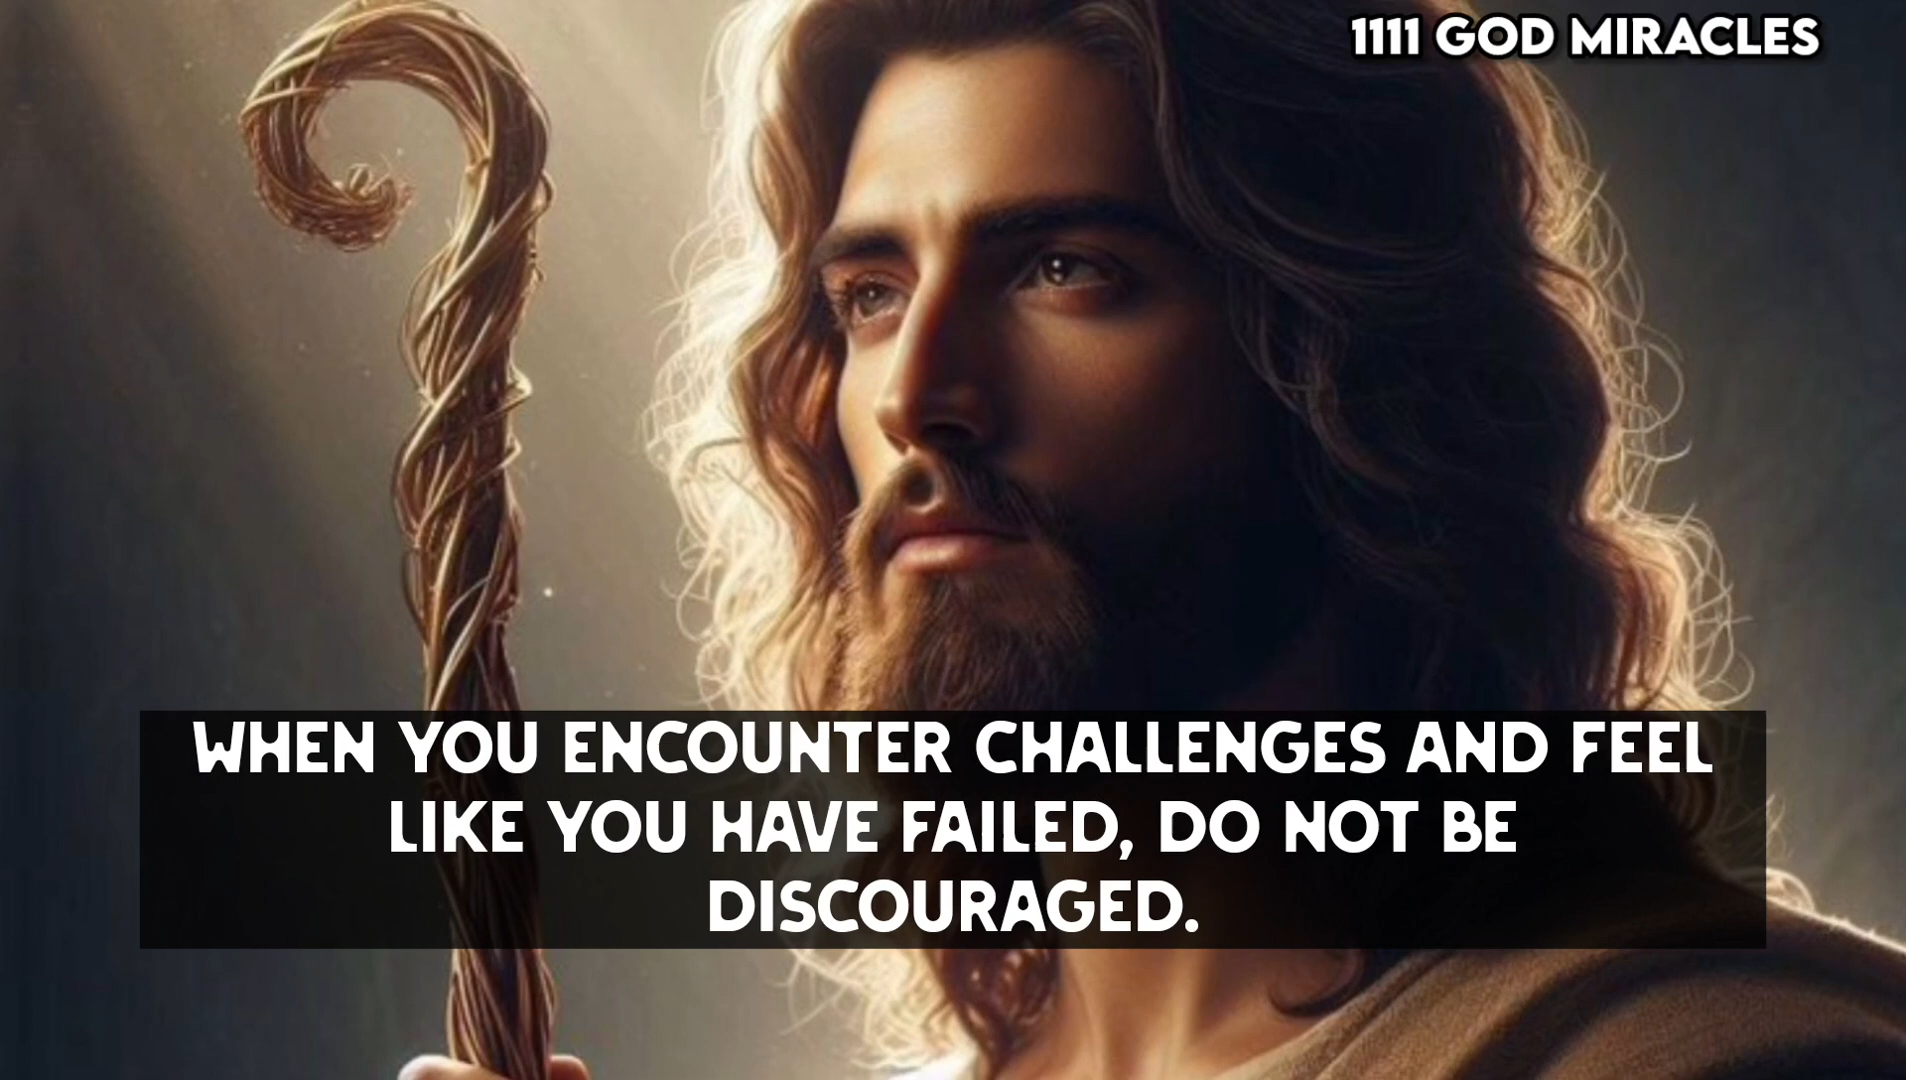 1111 GOD MIRACLES
WHEN YOU ENCOUNTER CHALLENGES AND FEEL
LIKE YOU HAVE FAILED, DO NOT BE
DISCOURAGED.